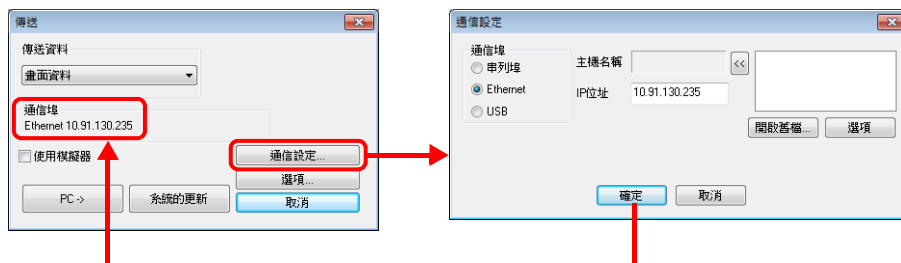 傳送
傳送資料
畫面資料
通信埠
Ethernet 10.91.130.235
使用模擬器
通信設定...
選項...
PC ->
系統的更新
取消
通信設定
通信埠
串列埠
Ethernet
USB
主機名稱
<<
IP位址
10.91.130.235
開啟舊檔...
選項
確定
取消